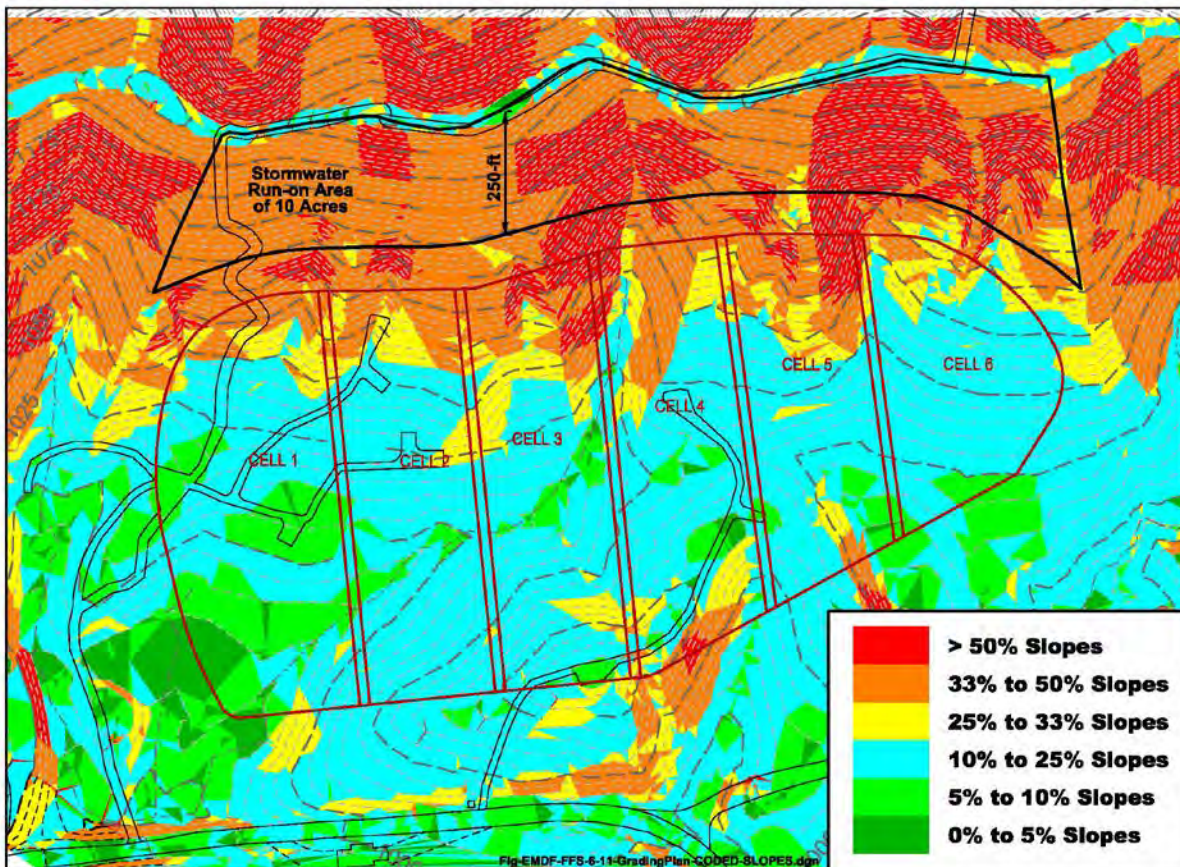 Stormwater
Run-on Area
of 10 Acres
250-ft
1025
CELL 1
CELL 2
CELL 3
CELL 4
CELL 5
CELL 6
> 50% Slopes
33% to 50% Slopes
25% to 33% Slopes
10% to 25% Slopes
5% to 10% Slopes
0% to 5% Slopes
Fig-EMDF-FFS-6-11-GradingPlan-CODED-SLOPES.dgn